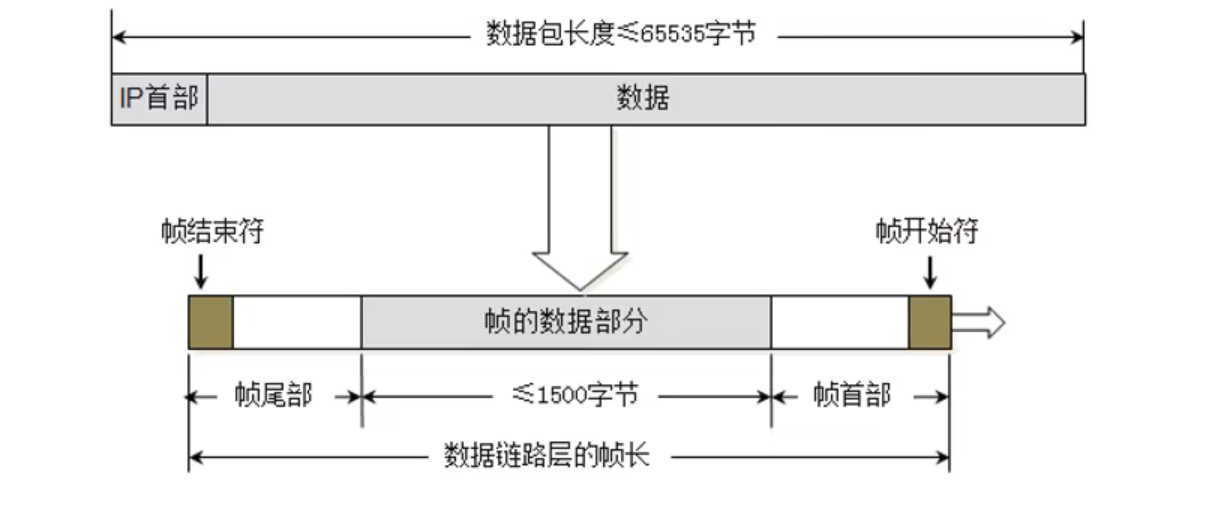 数据包长度≤65535字节
IP首部
数据
帧结束符
帧开始符
帧的数据部分
帧尾部
≤1500字节
帧首部
数据链路层的帧长